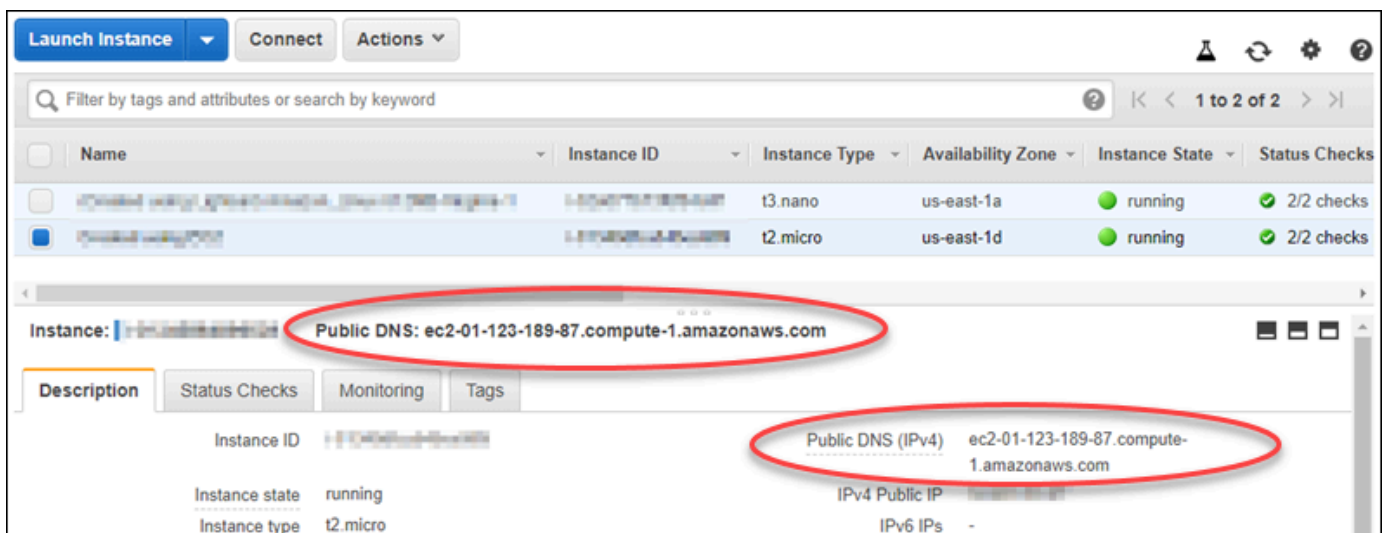 Launch Instance Connect Actions
Filter by tags and attributes or search by keyword 1 to 2 of 2
Name Instance ID Instance Type Availability Zone Instance State Status Checks
t3.nano us-east-1a running 2/2 checks
t2.micro us-east-1d running 2/2 checks
Instance: Public DNS: ec2-01-123-189-87.compute-1.amazonaws.com
Description Status Checks Monitoring Tags
Instance ID Public DNS (IPv4) ec2-01-123-189-87.compute-
1.amazonaws.com
Instance state running IPv4 Public IP
Instance type t2.micro IPv6 IPs -